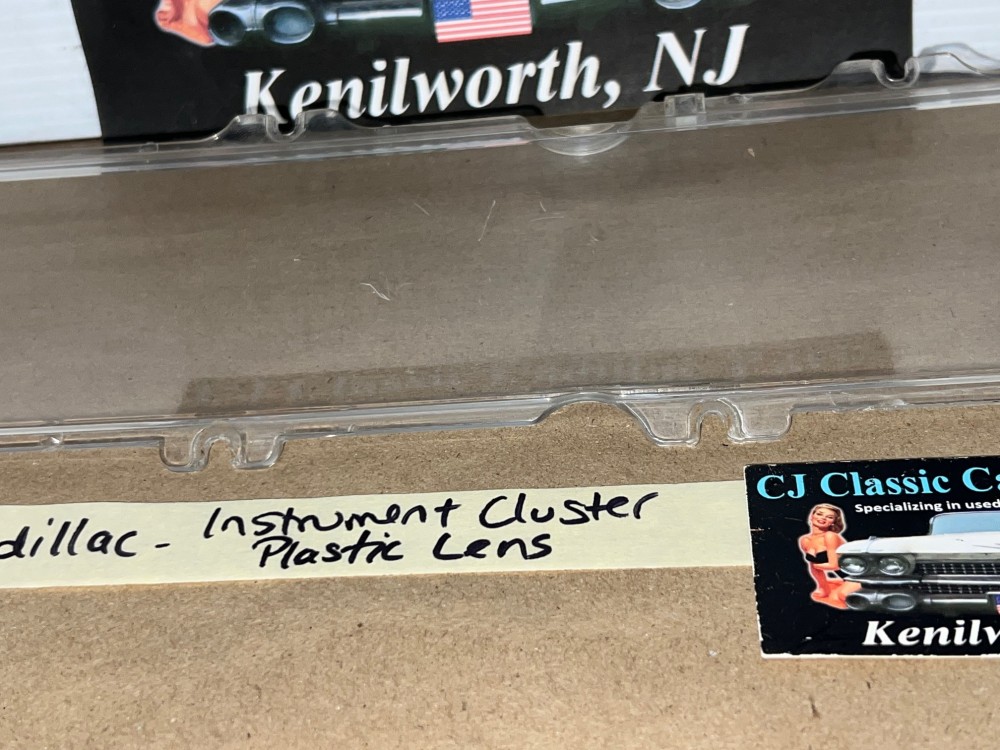 Kenilworth, NJ
dillac - Instrument Cluster
Plastic Lens
CJ Classic Ca
Specializing in used
Kenilw